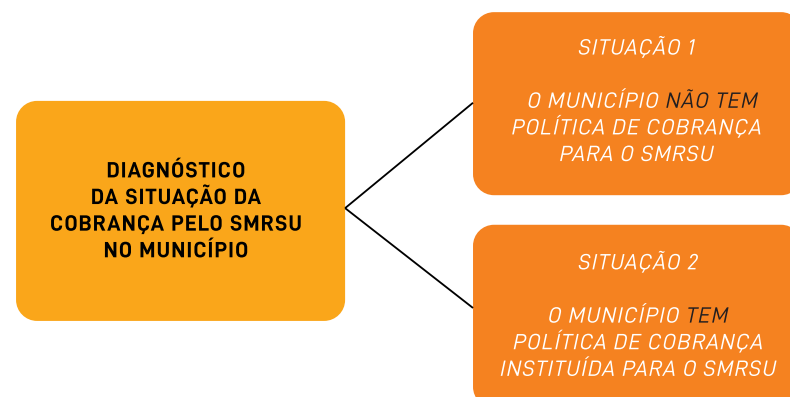 DIAGNÓSTICO
DA SITUAÇÃO DA
COBRANÇA PELO SMRSU
NO MUNICÍPIO
SITUAÇÃO 1
O MUNICÍPIO NÃO TEM
POLÍTICA DE COBRANÇA
PARA O SMRSU
SITUAÇÃO 2
O MUNICÍPIO TEM
POLÍTICA DE COBRANÇA
INSTITUÍDA PARA O SMRSU